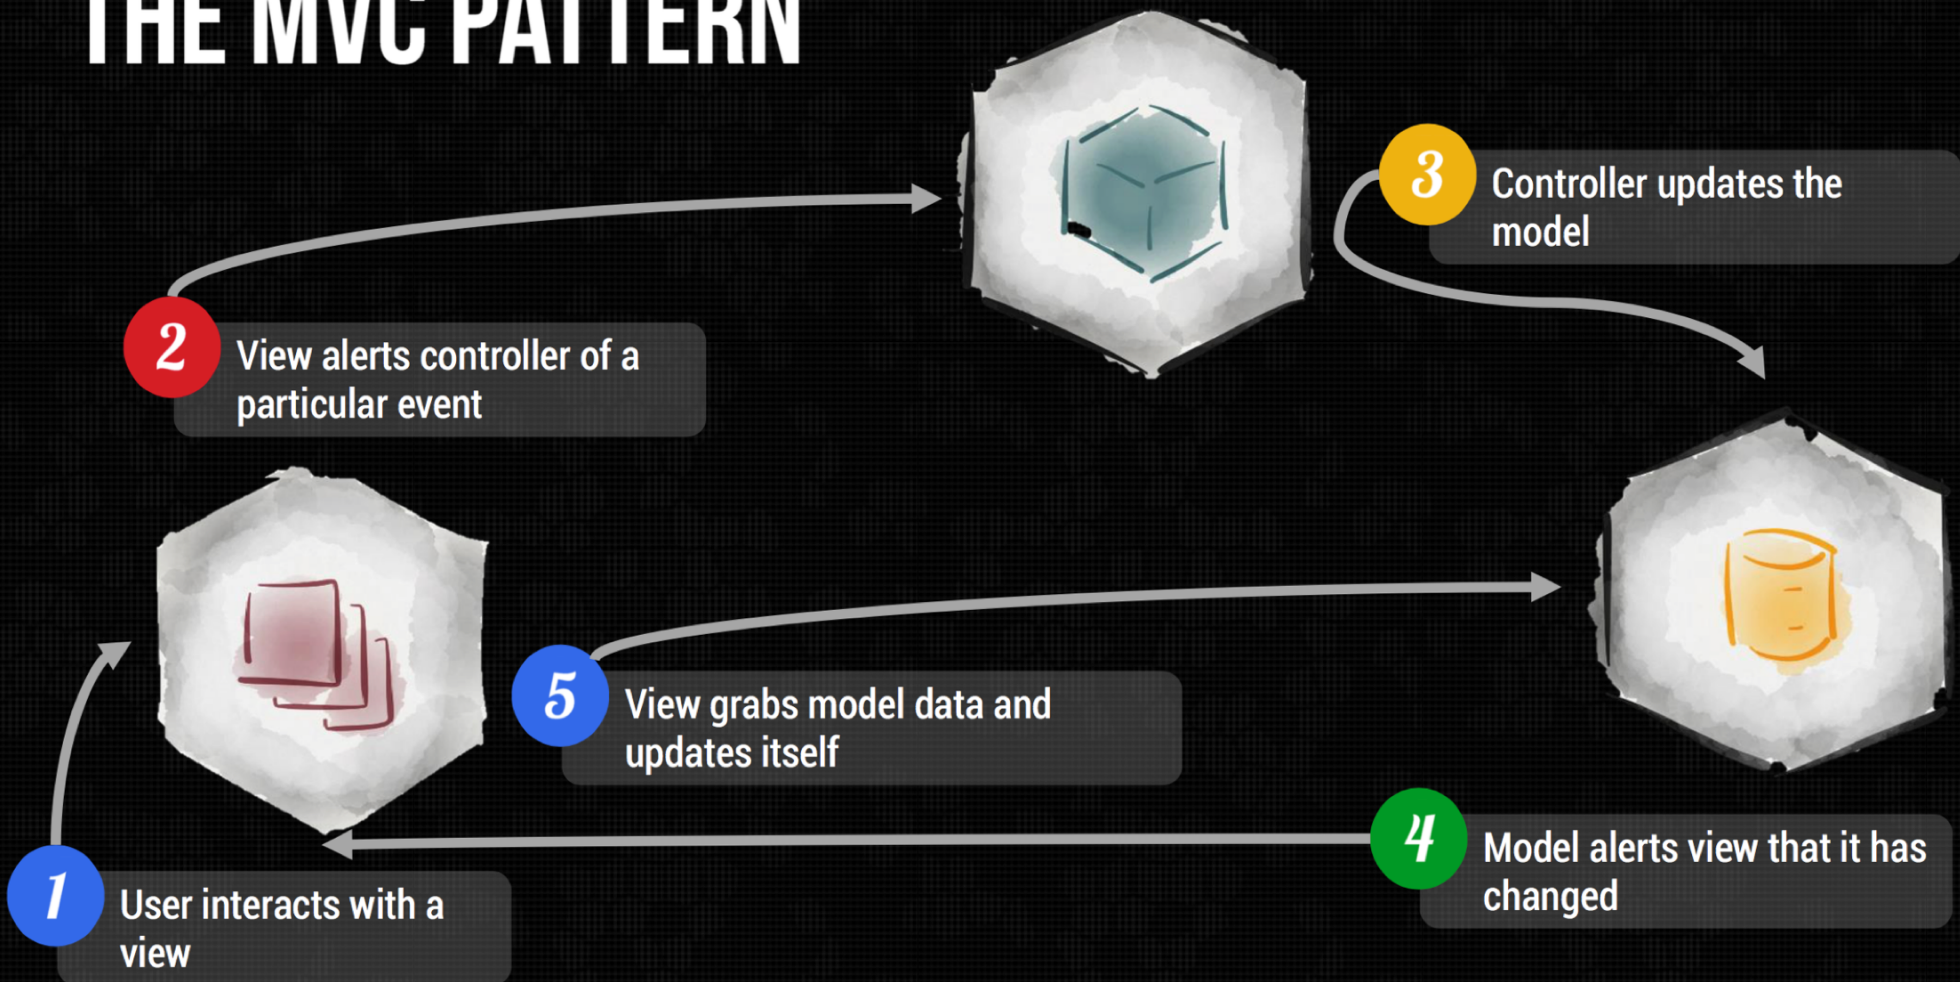 THE MVC PATTERN
3
Controller updates the
model
2
View alerts controller of a
particular event
5
View grabs model data and
updates itself
4
Model alerts view that it has
changed
1
User interacts with a
view